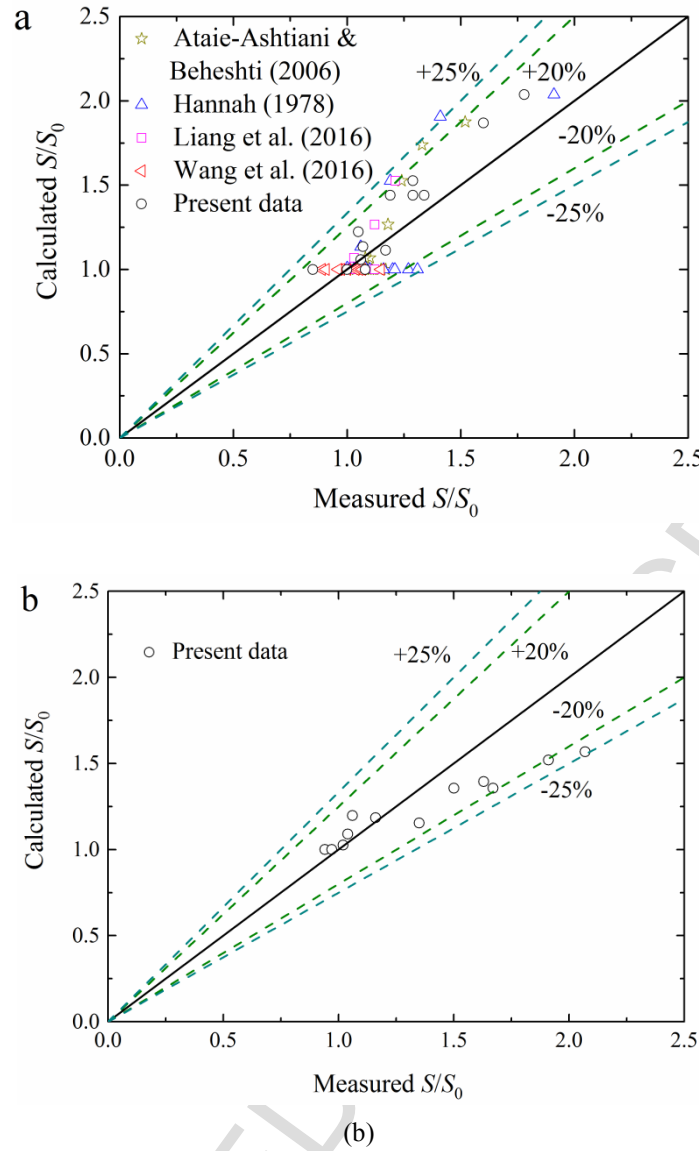 a
2.5
2.0
1.5
1.0
0.5
0.0
Calculated S/S0
Ataie-Ashtiani &
Beheshti (2006)
Hannah (1978)
Liang et al. (2016)
Wang et al. (2016)
Present data
+25%
+20%
-20%
-25%
0.0 0.5 1.0 1.5 2.0 2.5
Measured S/S0
b
2.5
2.0
1.5
1.0
0.5
0.0
Calculated S/S0
Present data
+25%
+20%
-20%
-25%
0.0 0.5 1.0 1.5 2.0 2.5
Measured S/S0
(b)